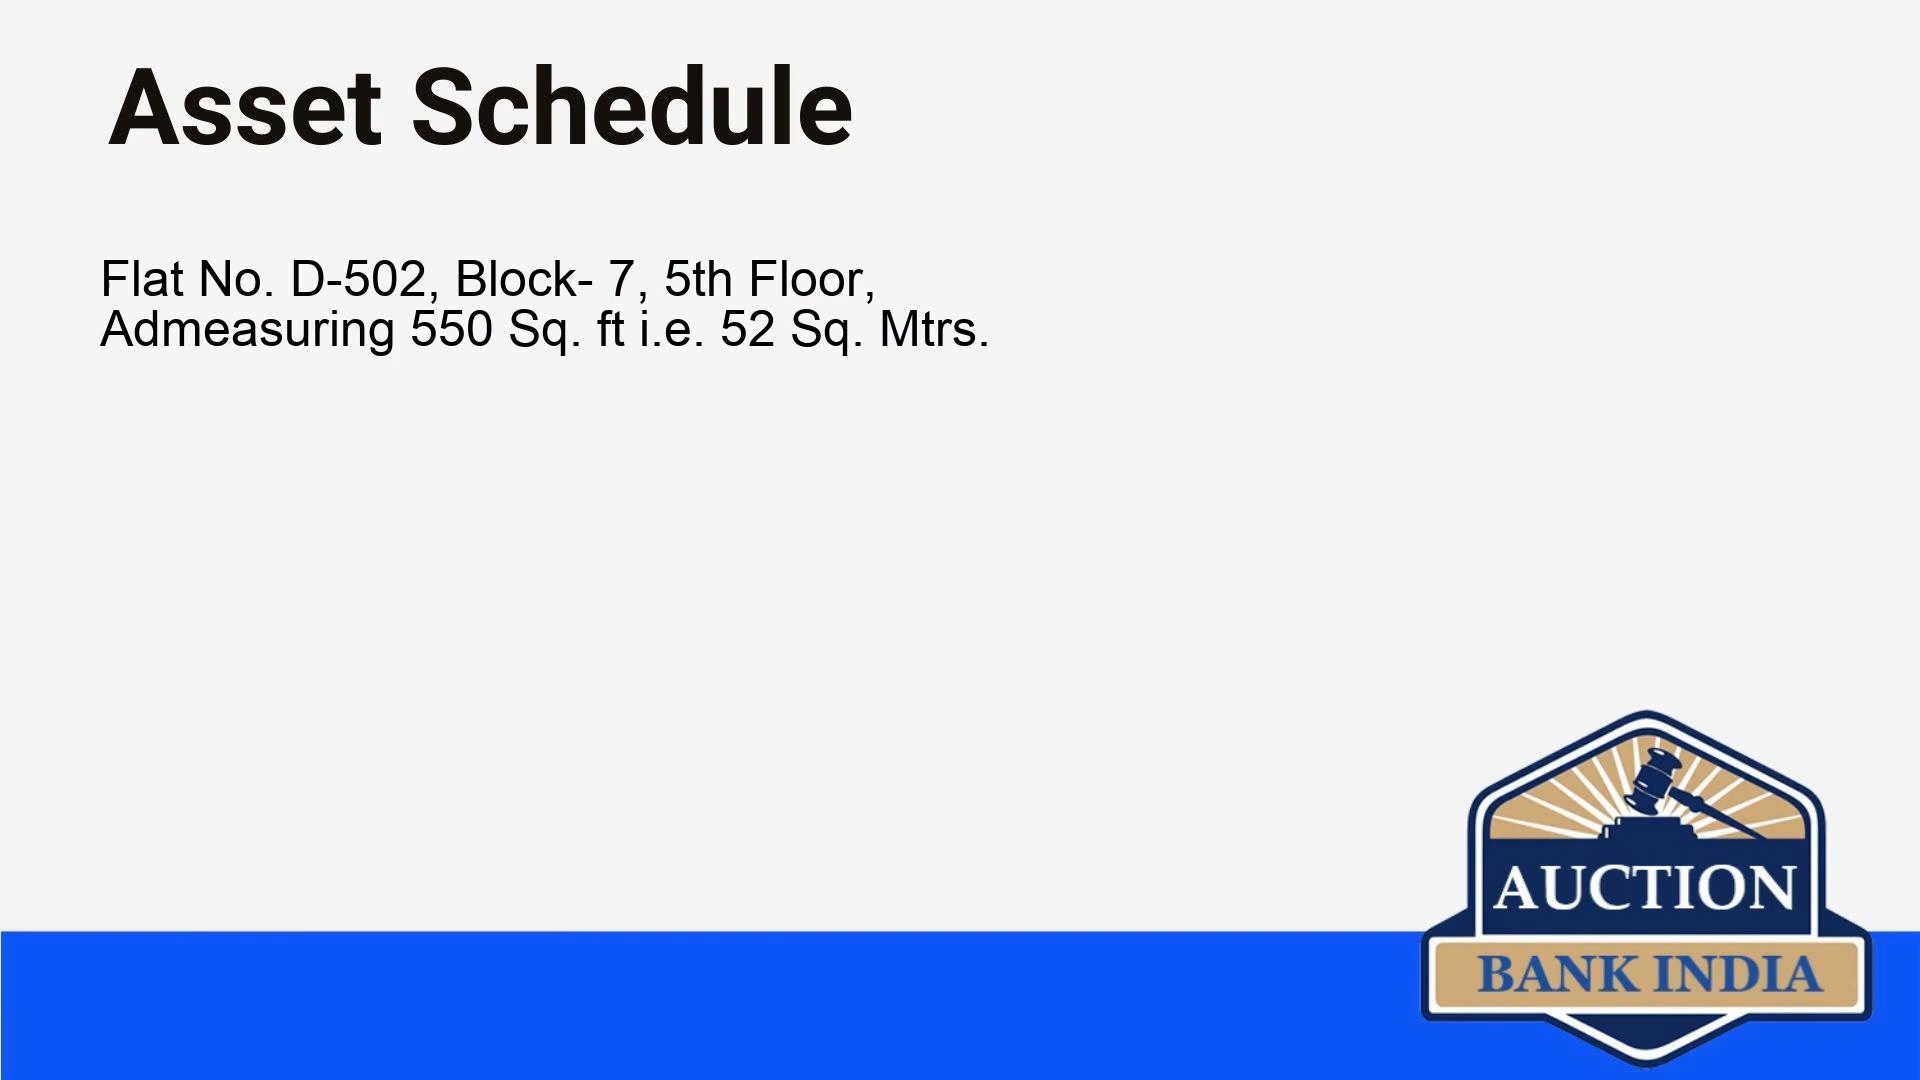 Asset Schedule
Flat No. D-502, Block- 7, 5th Floor,
Admeasuring 550 Sq. ft i.e. 52 Sq. Mtrs.
AUCTION
BANK INDIA